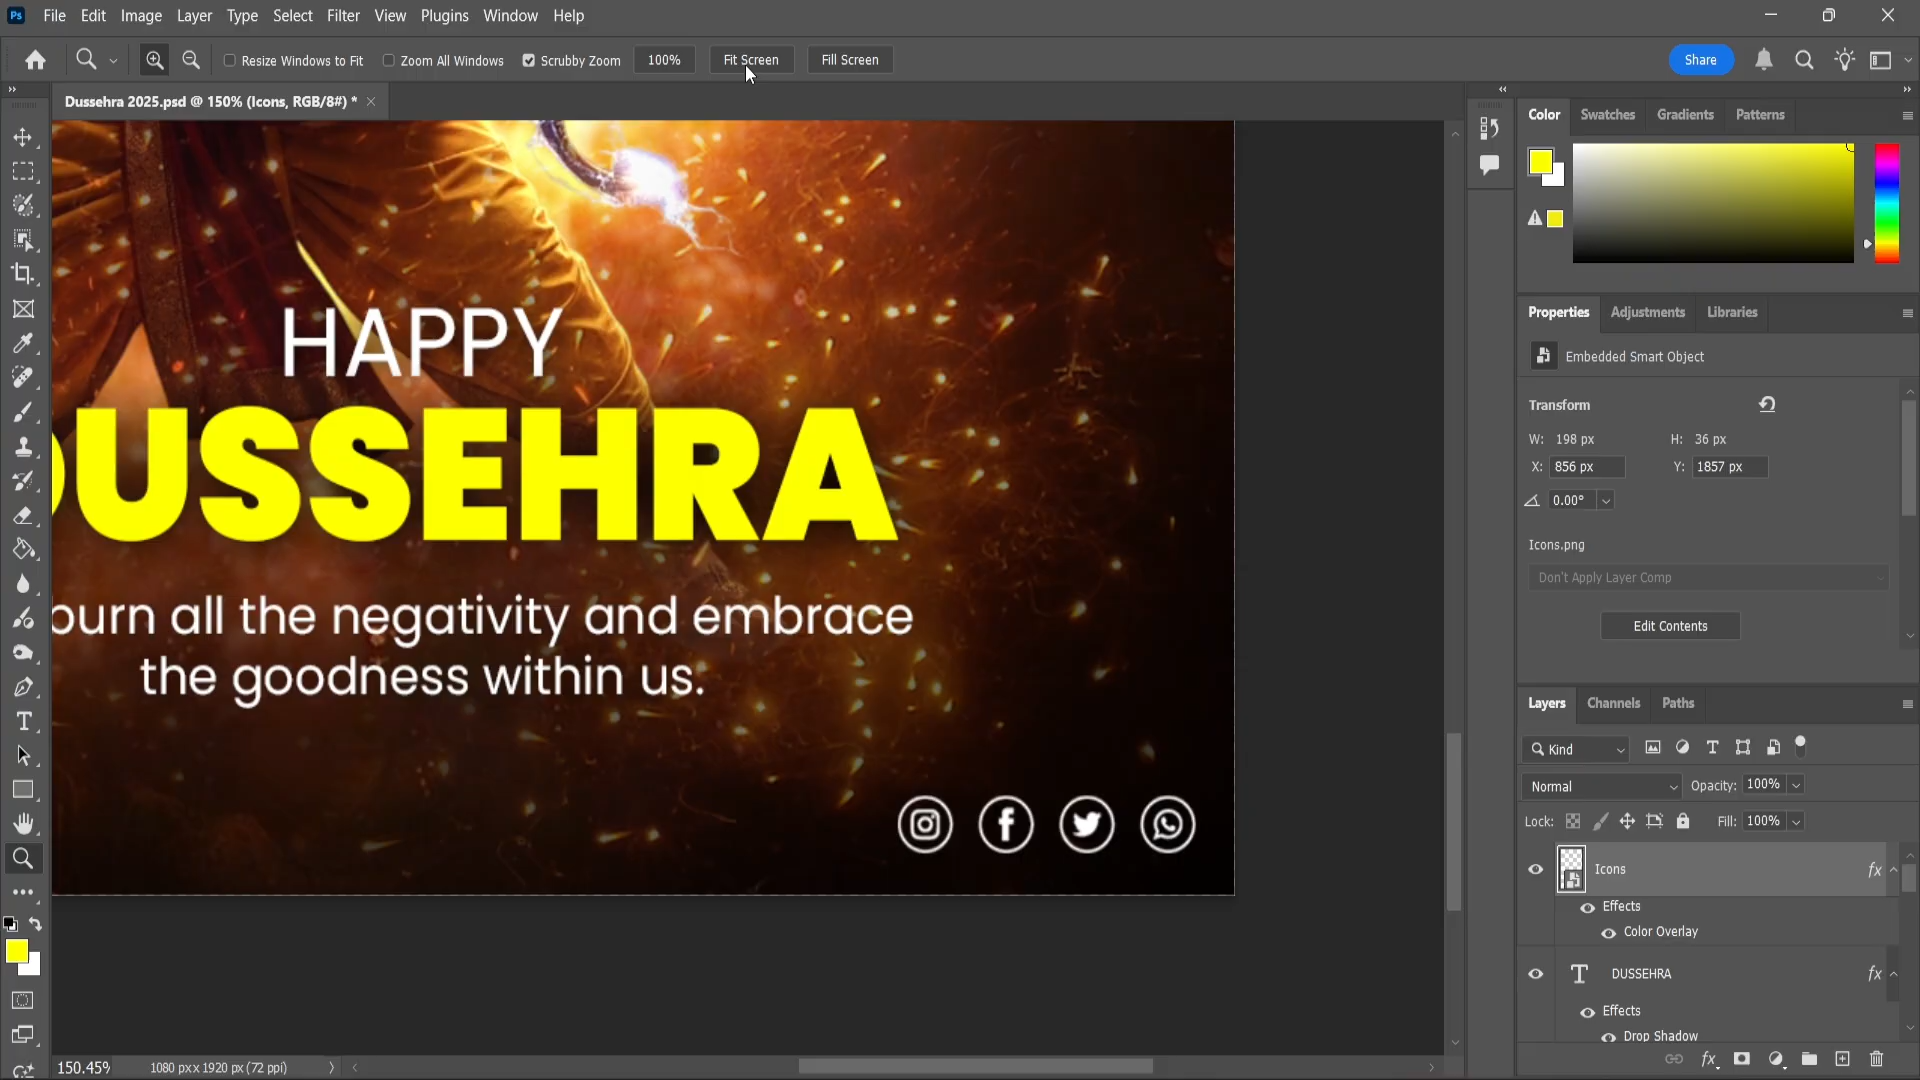 Ps File Edit Image Layer Type Select Filter View Plugins Window Help
Resize Windows to Fit Zoom All Windows Scrubby Zoom 100% Fit Screen Fill Screen Share
Dussehra 2025.psd @ 150% (Icons, RGB/8#) *
HAPPY
DUSSEHRA
burn all the negativity and embrace
the goodness within us.
Color Swatches Gradients Patterns
Properties Adjustments Libraries
Embedded Smart Object
Transform
W: 198 px H: 36 px
X: 856 px Y: 1857 px
0.00°
Icons.png
Don't Apply Layer Comp
Edit Contents
Layers Channels Paths
Kind
Normal Opacity: 100%
Lock: Fill: 100%
Icons fx
Effects
Color Overlay
T DUSSEHRA fx
Effects
Drop Shadow
fx
150.45% 1080 px x 1920 px (72 ppi)